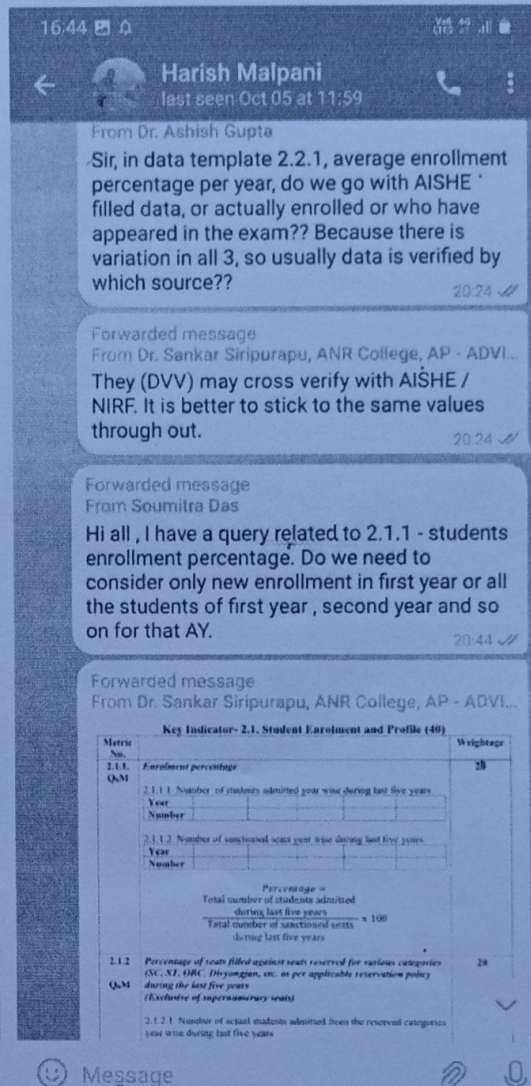 16:44
Harish Malpani
last seen Oct 05 at 11:59
From Dr. Ashish Gupta
Sir, in data template 2.2.1, average enrollment
percentage per year, do we go with AISHE
filled data, or actually enrolled or who have
appeared in the exam?? Because there is
variation in all 3, so usually data is verified by
which source??
20:24
Forwarded message
From Dr. Sankar Siripurapu, ANR College, AP - ADVI...
They (DVV) may cross verify with AISHE /
NIRF. It is better to stick to the same values
through out.
20:24
Forwarded message
From Soumitra Das
Hi all , I have a query related to 2.1.1 - students
enrollment percentage. Do we need to
consider only new enrollment in first year or all
the students of first year , second year and so
on for that AY.
20:44
Forwarded message
From Dr. Sankar Siripurapu, ANR College, AP - ADVI...
Key Indicator- 2.1. Student Enrolment and Profile (40)
Metric No. Weightage
2.1.1. Enrolment percentage 20
QnM
2.1.1.1 Number of students admitted year wise during last five years
Year
Number
2.1.1.2 Number of sanctioned seats year wise during last five years
Year
Number
Percentage =
Total number of students admitted
during last five years
× 100
Total number of sanctioned seats
during last five years
2.1.2 Percentage of seats filled against seats reserved for various categories 20
(SC, ST, OBC, Divyangjan, etc. as per applicable reservation policy
QnM during the last five years
(Exclusive of supernumerary seats)
2.1.2.1 Number of actual students admitted from the reserved categories
year wise during last five years
Message